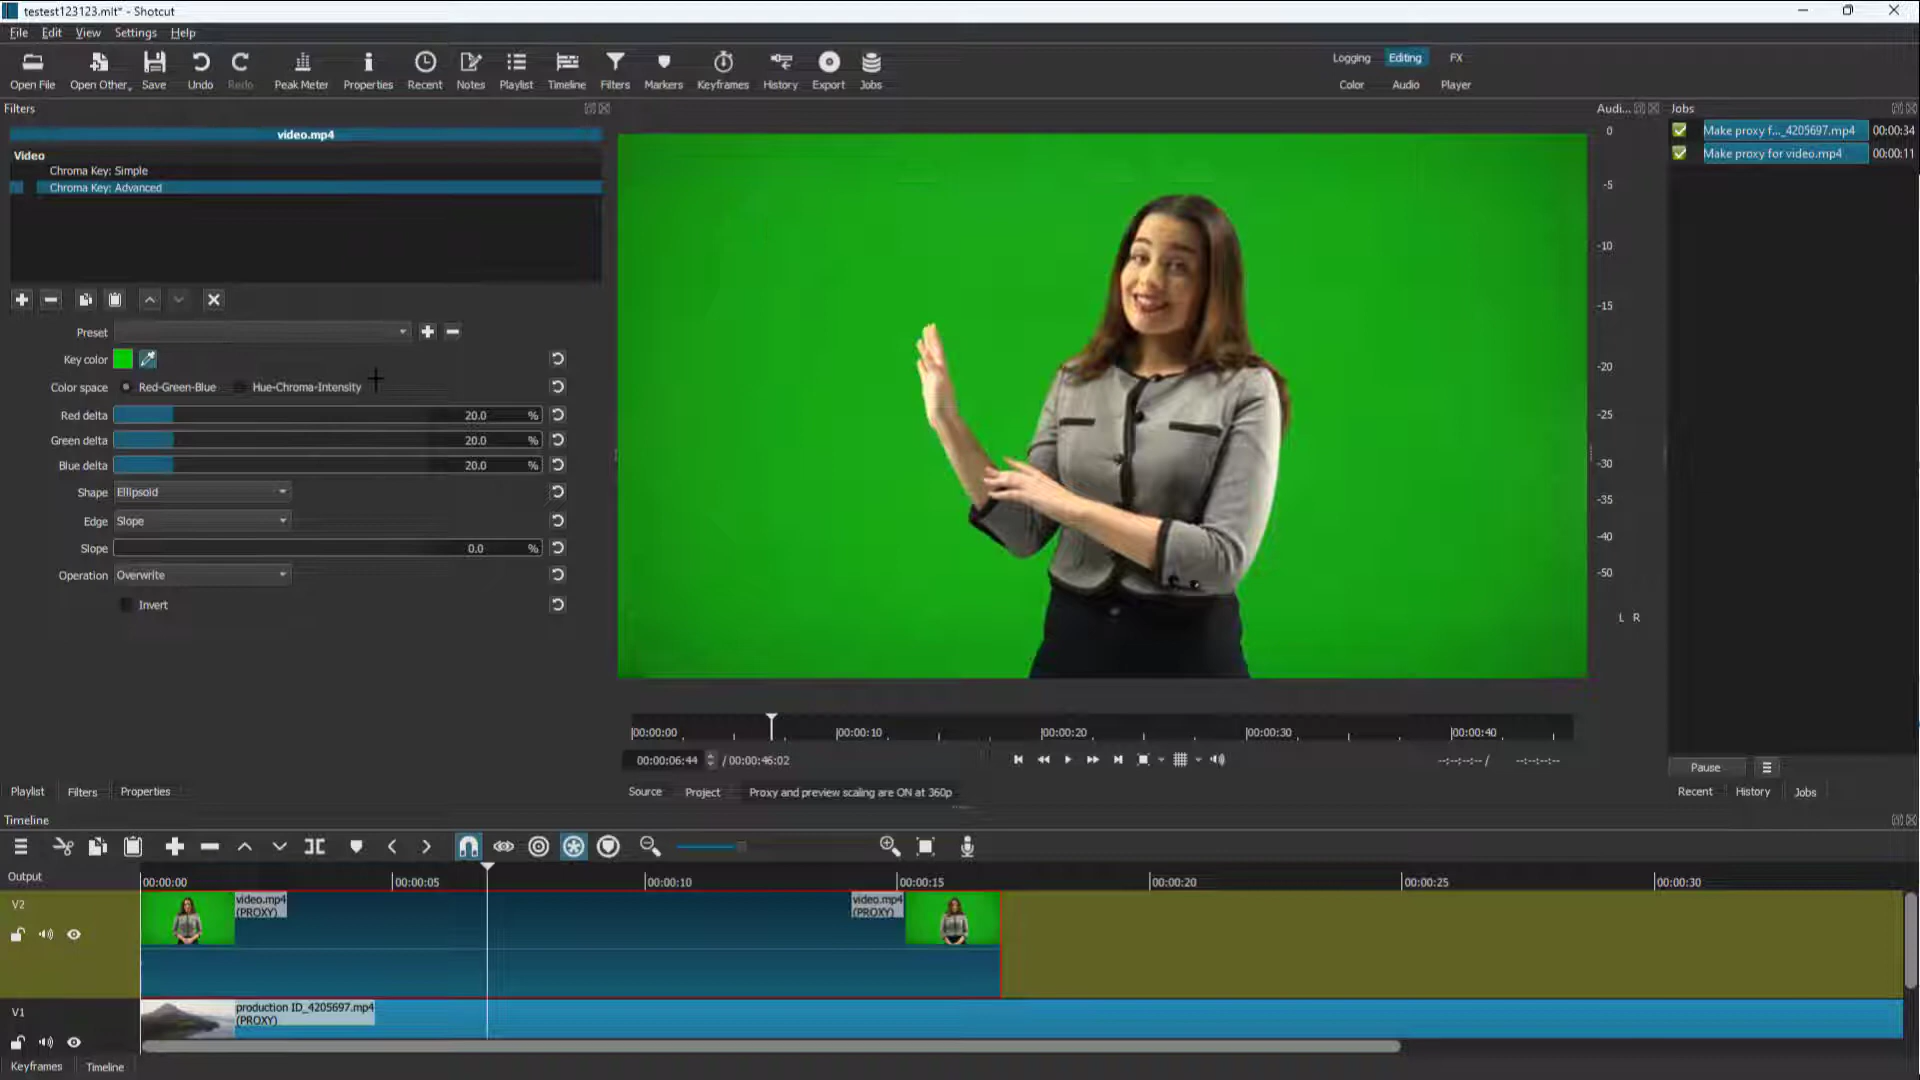 testest123123.mlt* - Shotcut
File Edit View Settings Help
Open File Open Other... Save Undo Redo Peak Meter Properties Recent Notes Playlist Timeline Filters Markers Keyframes History Export Jobs
Logging Editing FX
Color Audio Player
Filters
Audi...
Jobs
video.mp4
Video
Chroma Key: Simple
Chroma Key: Advanced
Preset
Key color
Color space Red-Green-Blue Hue-Chroma-Intensity
Red delta 20.0 %
Green delta 20.0 %
Blue delta 20.0 %
Shape Ellipsoid
Edge Slope
Slope 0.0 %
Operation Overwrite
Invert
0
-5
-10
-15
-20
-25
-30
-35
-40
-50
L R
Make proxy f..._4205697.mp4 00:00:34
Make proxy for video.mp4 00:00:11
00:00:00 00:00:10 00:00:20 00:00:30 00:00:40
00:00:06:44 / 00:00:46:02
--:--:--:-- / --:--:--:--
Pause
Playlist Filters Properties
Source Project Proxy and preview scaling are ON at 360p
Recent History Jobs
Timeline
Output
00:00:00 00:00:05 00:00:10 00:00:15 00:00:20 00:00:25 00:00:30
V2
video.mp4
(PROXY)
video.mp4
(PROXY)
V1
production ID_4205697.mp4
(PROXY)
Keyframes Timeline